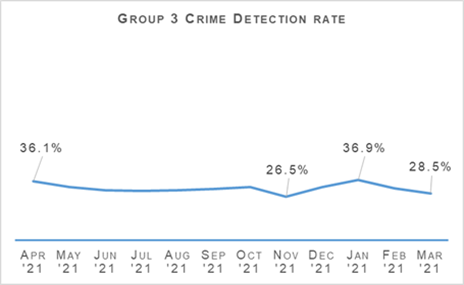 Group 3 Crime Detection rate
36.1%
26.5%
36.9%
28.5%
Apr May Jun Jul Aug Sep Oct Nov Dec Jan Feb Mar
'21 '21 '21 '21 '21 '21 '21 '21 '21 '21 '21 '21